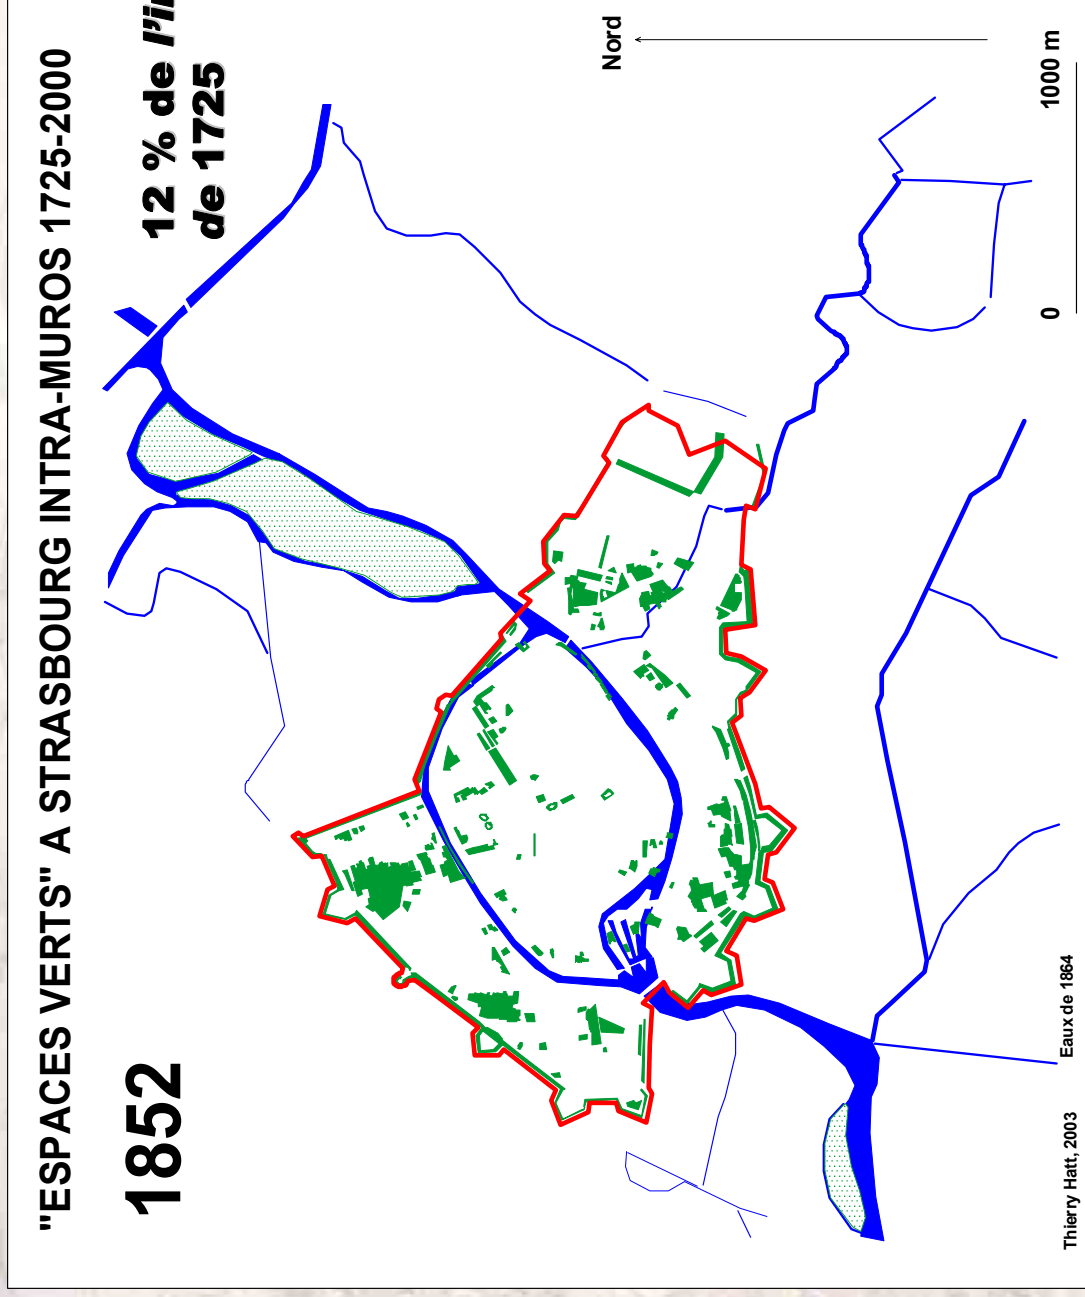 "ESPACES VERTS" A STRASBOURG INTRA-MUROS 1725-2000
1852
12 % de
de 1725
Nord
0 1000 m
Thierry Hatt, 2003 Eaux de 1864